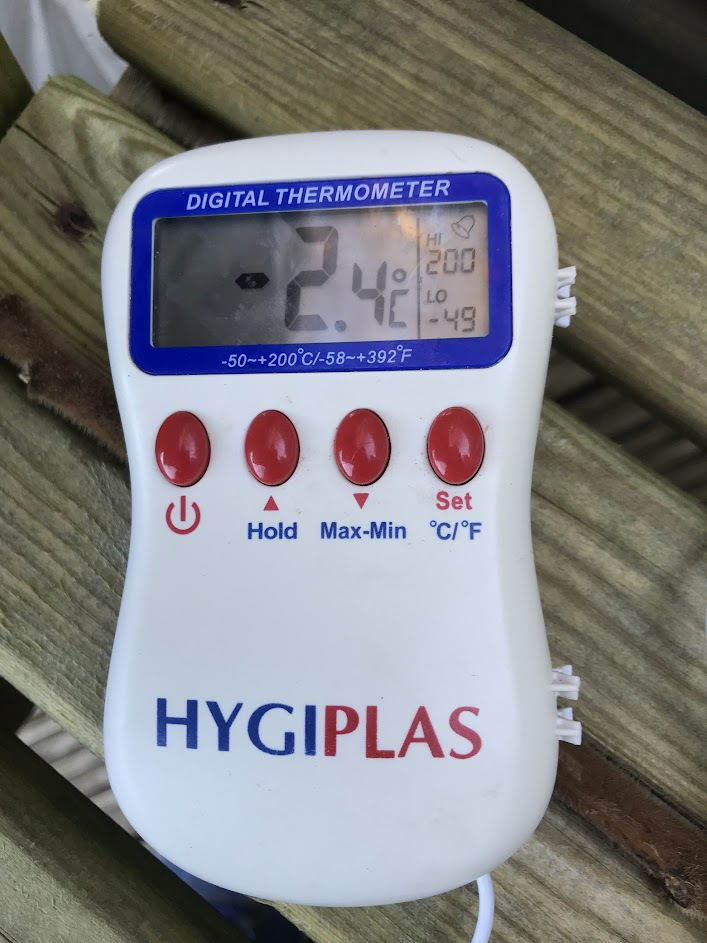 DIGITAL THERMOMETER
-2.4°C
HI
200
LO
-49
-50~+200°C/-58~+392°F
Set
Hold Max-Min °C/°F
HYGIPLAS